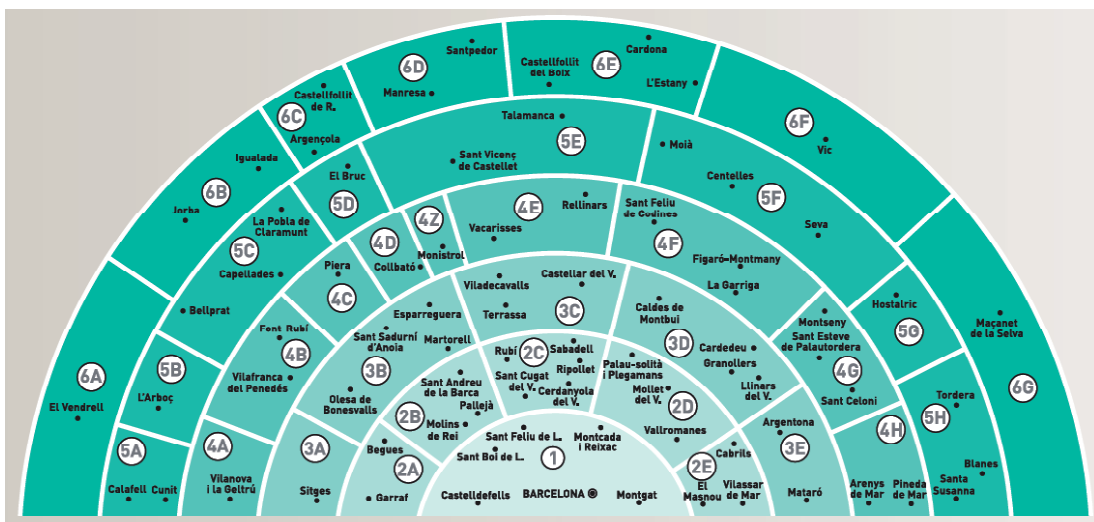 6A
El Vendrell
6B
Igualada
Jorba
6C
Castellfollit
de R.
Argençola
6D
Santpedor
Manresa
6E
Cardona
Castellfollit
del Boix
L'Estany
6F
Vic
6G
Maçanet
de la Selva
5A
Calafell
Cunit
5B
L'Arboç
5C
La Pobla de
Claramunt
Capellades
Bellprat
5D
El Bruc
5E
Talamanca
Sant Vicenç
de Castellet
5F
Moià
Centelles
Seva
5G
Hostalric
5H
Tordera
Blanes
Santa
Susanna
4A
Vilanova
i la Geltrú
4B
Font-Rubí
Vilafranca
del Penedés
4C
Piera
4D
Collbató
4Z
Monistrol
4E
Rellinars
Vacarisses
4F
Sant Feliu
de Codines
Figaró-Montmany
La Garriga
4G
Montseny
Sant Esteve
de Palautordera
Sant Celoni
4H
Arenys
de Mar
Pineda
de Mar
3A
Sitges
3B
Esparreguera
Sant Sadurní
d'Anoia
Martorell
Olesa de
Bonesvalls
3C
Castellar del V.
Viladecavalls
Terrassa
3D
Caldes de
Montbui
Cardedeu
Granollers
Llinars
del V.
3E
Argentona
Mataró
2A
Begues
Garraf
2B
Sant Andreu
de la Barca
Pallejà
Molins
de Rei
2C
Rubí
Sabadell
Ripollet
Sant Cugat
del V.
Cerdanyola
del V.
2D
Palau-solità
i Plegamans
Mollet
del V.
Vallromanes
2E
Cabrils
El
Masnou
Vilassar
de Mar
1
Sant Feliu de L.
Montcada
i Reixac
Sant Boi de L.
Castelldefells
BARCELONA
Montgat